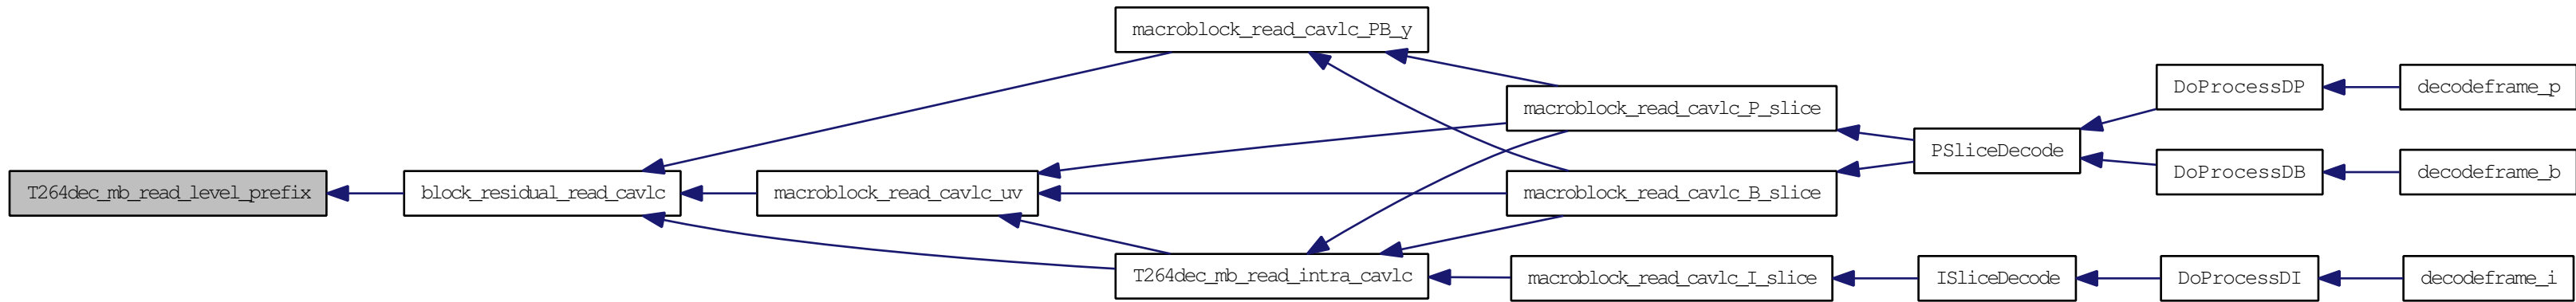 macroblock_read_cavlc_PB_y
DoProcessDP
decodeframe_p
macroblock_read_cavlc_P_slice
PSliceDecode
DoProcessDB
decodeframe_b
T264dec_mb_read_level_prefix
block_residual_read_cavlc
macroblock_read_cavlc_uv
macroblock_read_cavlc_B_slice
T264dec_mb_read_intra_cavlc
macroblock_read_cavlc_I_slice
ISliceDecode
DoProcessDI
decodeframe_i